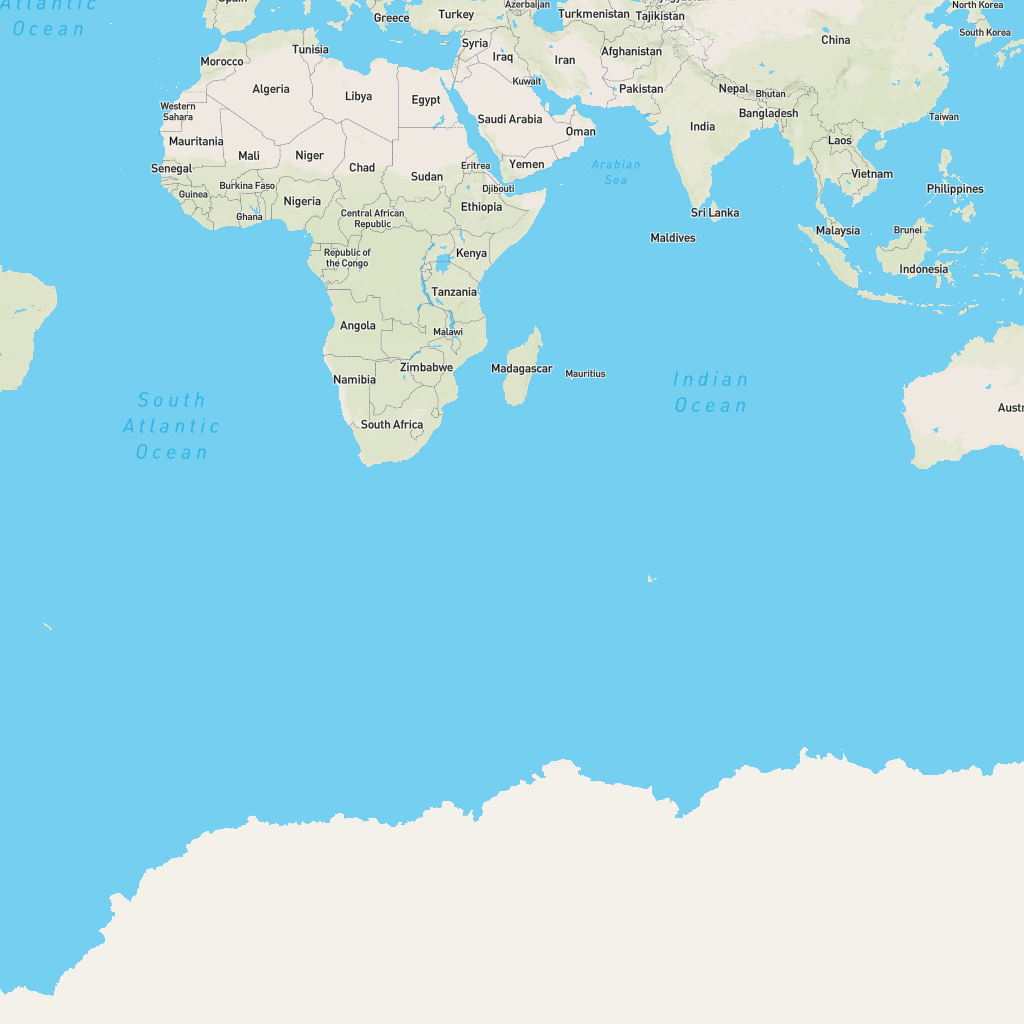 Atlantic
Ocean
Spain
Greece
Turkey
Azerbaijan
Turkmenistan
Tajikistan
North Korea
South Korea
China
Syria
Iraq
Iran
Afghanistan
Tunisia
Morocco
Kuwait
Pakistan
Nepal
Bhutan
Algeria
Libya
Egypt
Western
Sahara
Saudi Arabia
Oman
India
Bangladesh
Taiwan
Mauritania
Mali
Niger
Chad
Sudan
Eritrea
Yemen
Arabian
Sea
Laos
Vietnam
Senegal
Burkina Faso
Guinea
Nigeria
Ghana
Djibouti
Ethiopia
Philippines
Central African
Republic
Sri Lanka
Maldives
Malaysia
Brunei
Indonesia
Republic of
the Congo
Kenya
Tanzania
Angola
Malawi
Zimbabwe
Namibia
Madagascar
Mauritius
South
Atlantic
Ocean
Indian
Ocean
South Africa
Austr